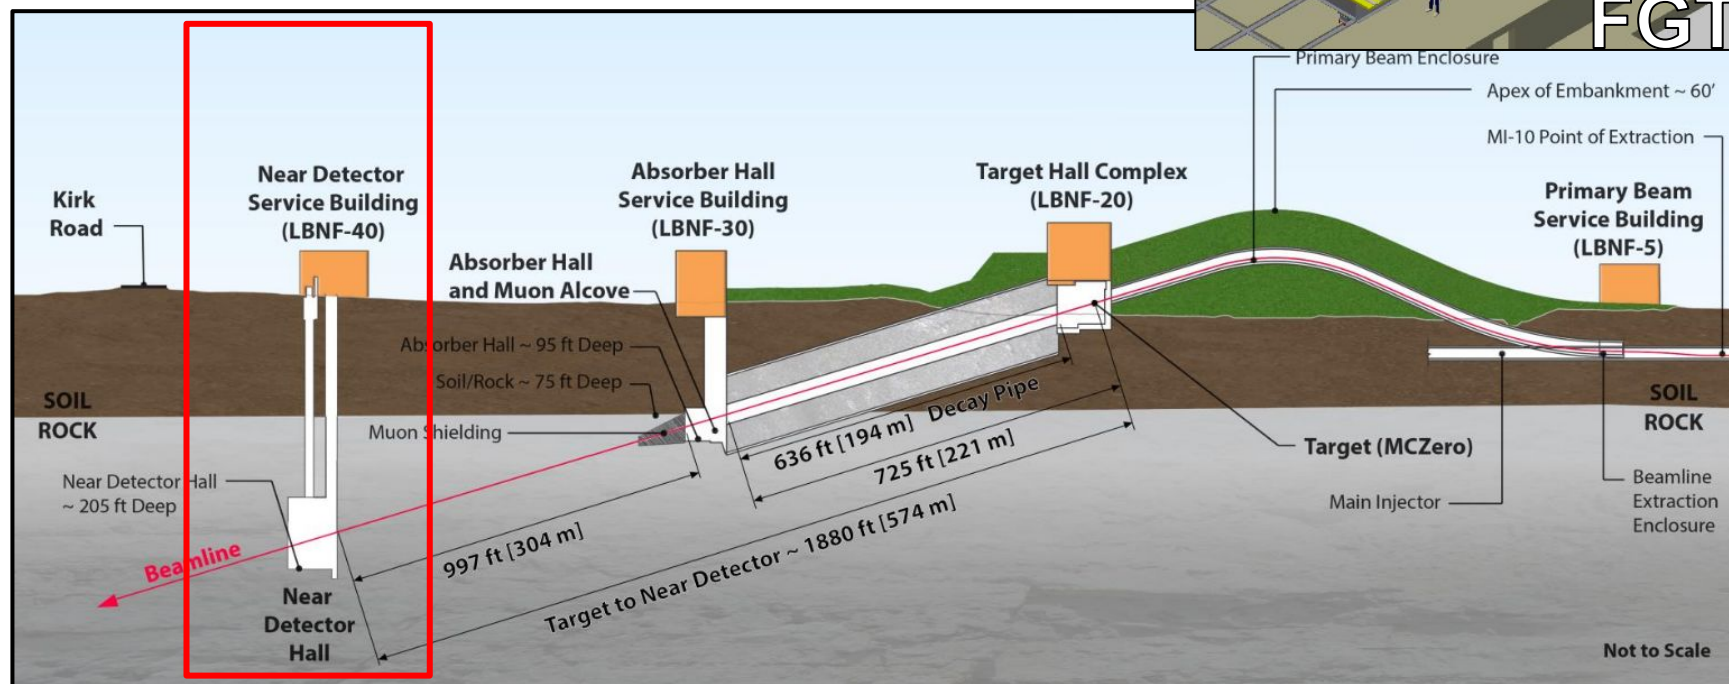 FGT
Primary Beam Enclosure
Apex of Embankment ~ 60'
MI-10 Point of Extraction
Near Detector
Service Building
(LBNF-40)
Absorber Hall
Service Building
(LBNF-30)
Target Hall Complex
(LBNF-20)
Primary Beam
Service Building
(LBNF-5)
Kirk
Road
Absorber Hall
and Muon Alcove
Absorber Hall ~ 95 ft Deep
Soil/Rock ~ 75 ft Deep
SOIL
ROCK
Muon Shielding
Near Detector Hall
~ 205 ft Deep
Beamline
Near
Detector
Hall
636 ft [194 m] Decay Pipe
725 ft [221 m]
997 ft [304 m]
Target to Near Detector ~ 1880 ft [574 m]
Target (MCZero)
Main Injector
SOIL
ROCK
Beamline
Extraction
Enclosure
Not to Scale